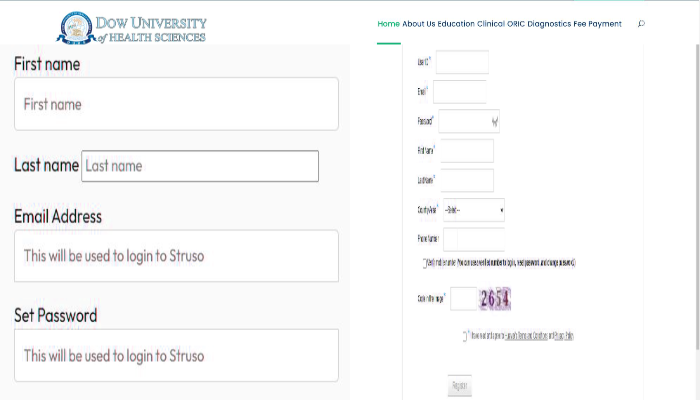 DOW UNIVERSITY
of HEALTH SCIENCES
Home About Us Education Clinical ORIC Diagnostics Fee Payment
First name
First name
Last name Last name
Email Address
This will be used to login to Struso
Set Password
This will be used to login to Struso
User ID*
Email*
Password*
First Name*
Last Name*
Country/Area* --Select--
Phone Number
Code in the image* 2654
Register